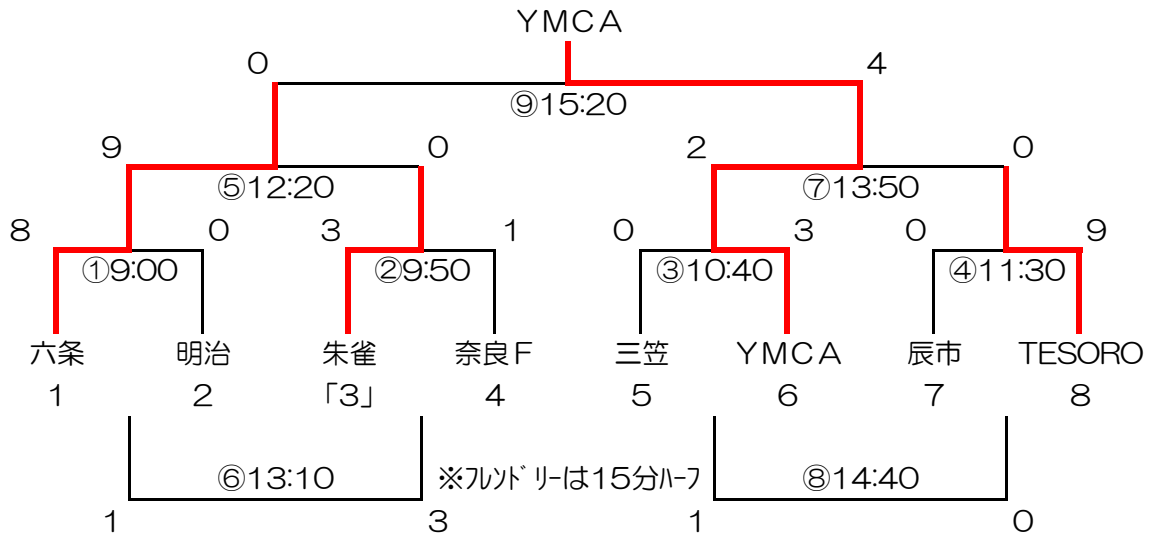 ＹＭＣＡ
0 4
⑨15:20
9 0 2 0
⑤12:20 ⑦13:50
8 0 3 1 0 3 0 9
①9:00 ②9:50 ③10:40 ④11:30
六条 明治 朱雀 奈良Ｆ 三笠 ＹＭＣＡ 辰市 TESORO
1 2 「3」 4 5 6 7 8
⑥13:10 ※ﾌﾚﾝﾄﾞﾘｰは15分ﾊｰﾌ ⑧14:40
1 3 1 0